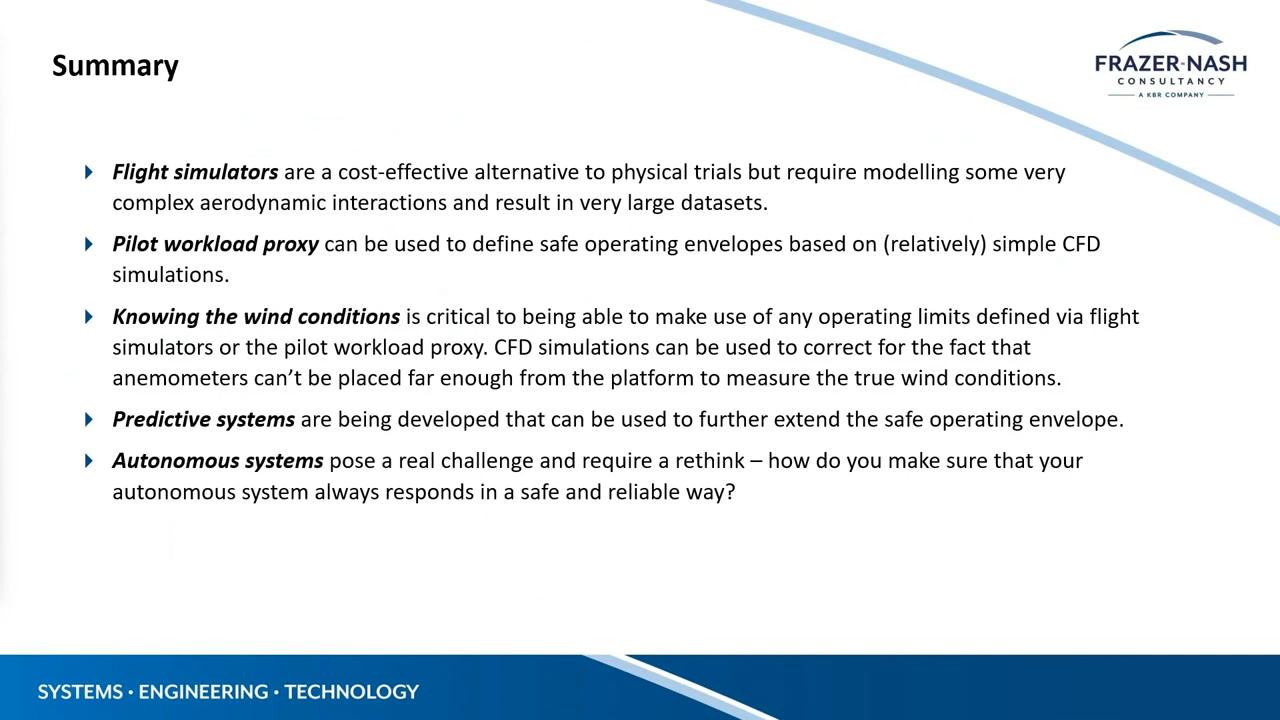 Summary
FRAZER-NASH
CONSULTANCY
A KBR COMPANY
Flight simulators are a cost-effective alternative to physical trials but require modelling some very
complex aerodynamic interactions and result in very large datasets.
Pilot workload proxy can be used to define safe operating envelopes based on (relatively) simple CFD
simulations.
Knowing the wind conditions is critical to being able to make use of any operating limits defined via flight
simulators or the pilot workload proxy. CFD simulations can be used to correct for the fact that
anemometers can’t be placed far enough from the platform to measure the true wind conditions.
Predictive systems are being developed that can be used to further extend the safe operating envelope.
Autonomous systems pose a real challenge and require a rethink – how do you make sure that your
autonomous system always responds in a safe and reliable way?
SYSTEMS · ENGINEERING · TECHNOLOGY